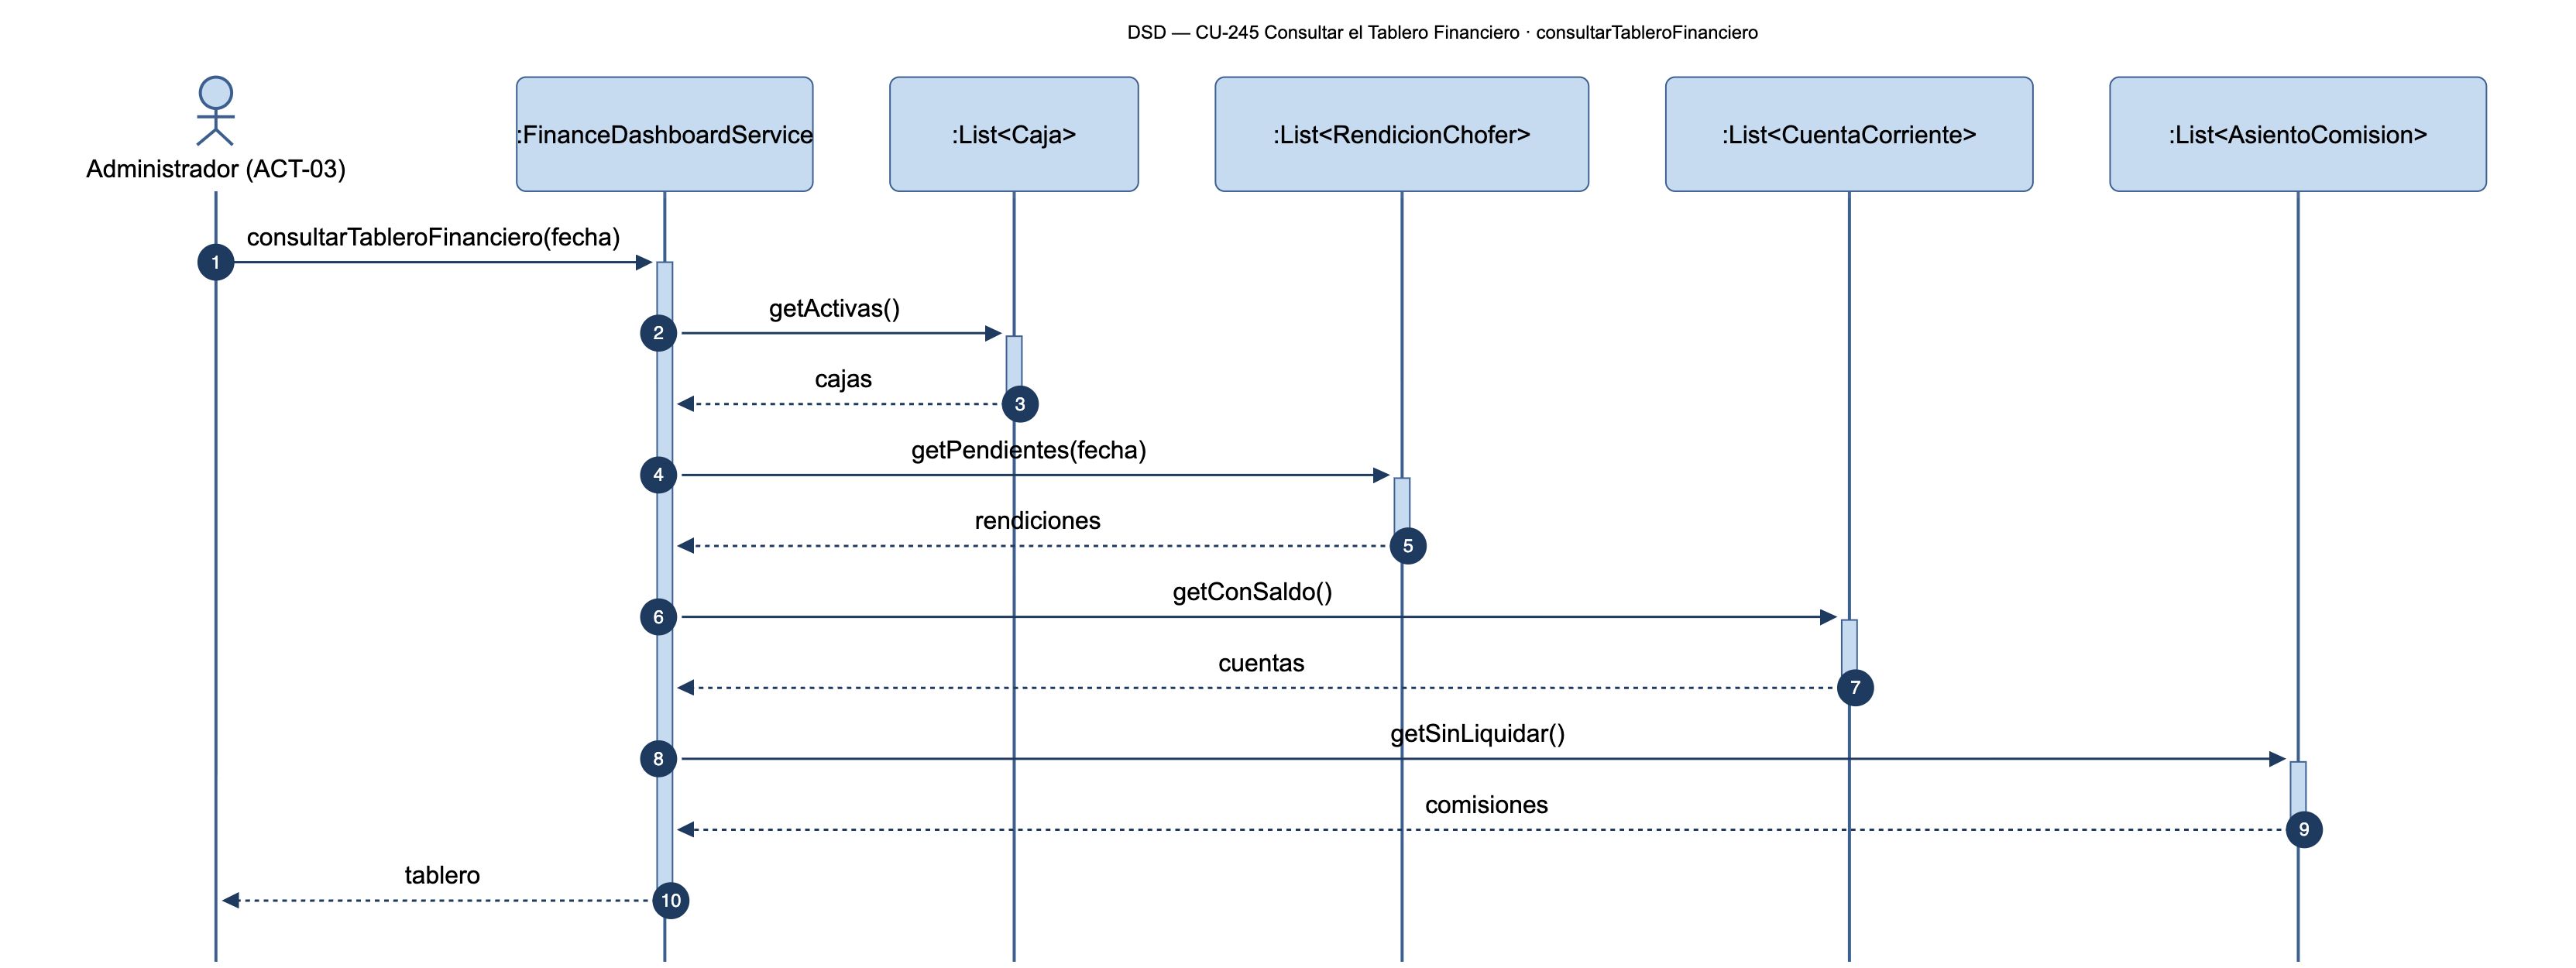 DSD — CU-245 Consultar el Tablero Financiero · consultarTableroFinanciero
Administrador (ACT-03)
:FinanceDashboardService
:List<Caja>
:List<RendicionChofer>
:List<CuentaCorriente>
:List<AsientoComision>
consultarTableroFinanciero(fecha)
1
getActivas()
2
cajas
3
getPendientes(fecha)
4
rendiciones
5
getConSaldo()
6
cuentas
7
getSinLiquidar()
8
comisiones
9
tablero
10